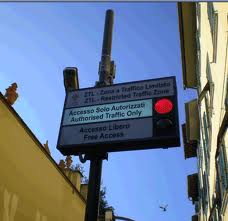 ZTL - Zona a Traffico Limitato
ZTL - Restricted Traffic Zone
Accesso Solo Autorizzati
Authorised Traffic Only
Accesso Libero
Free Access